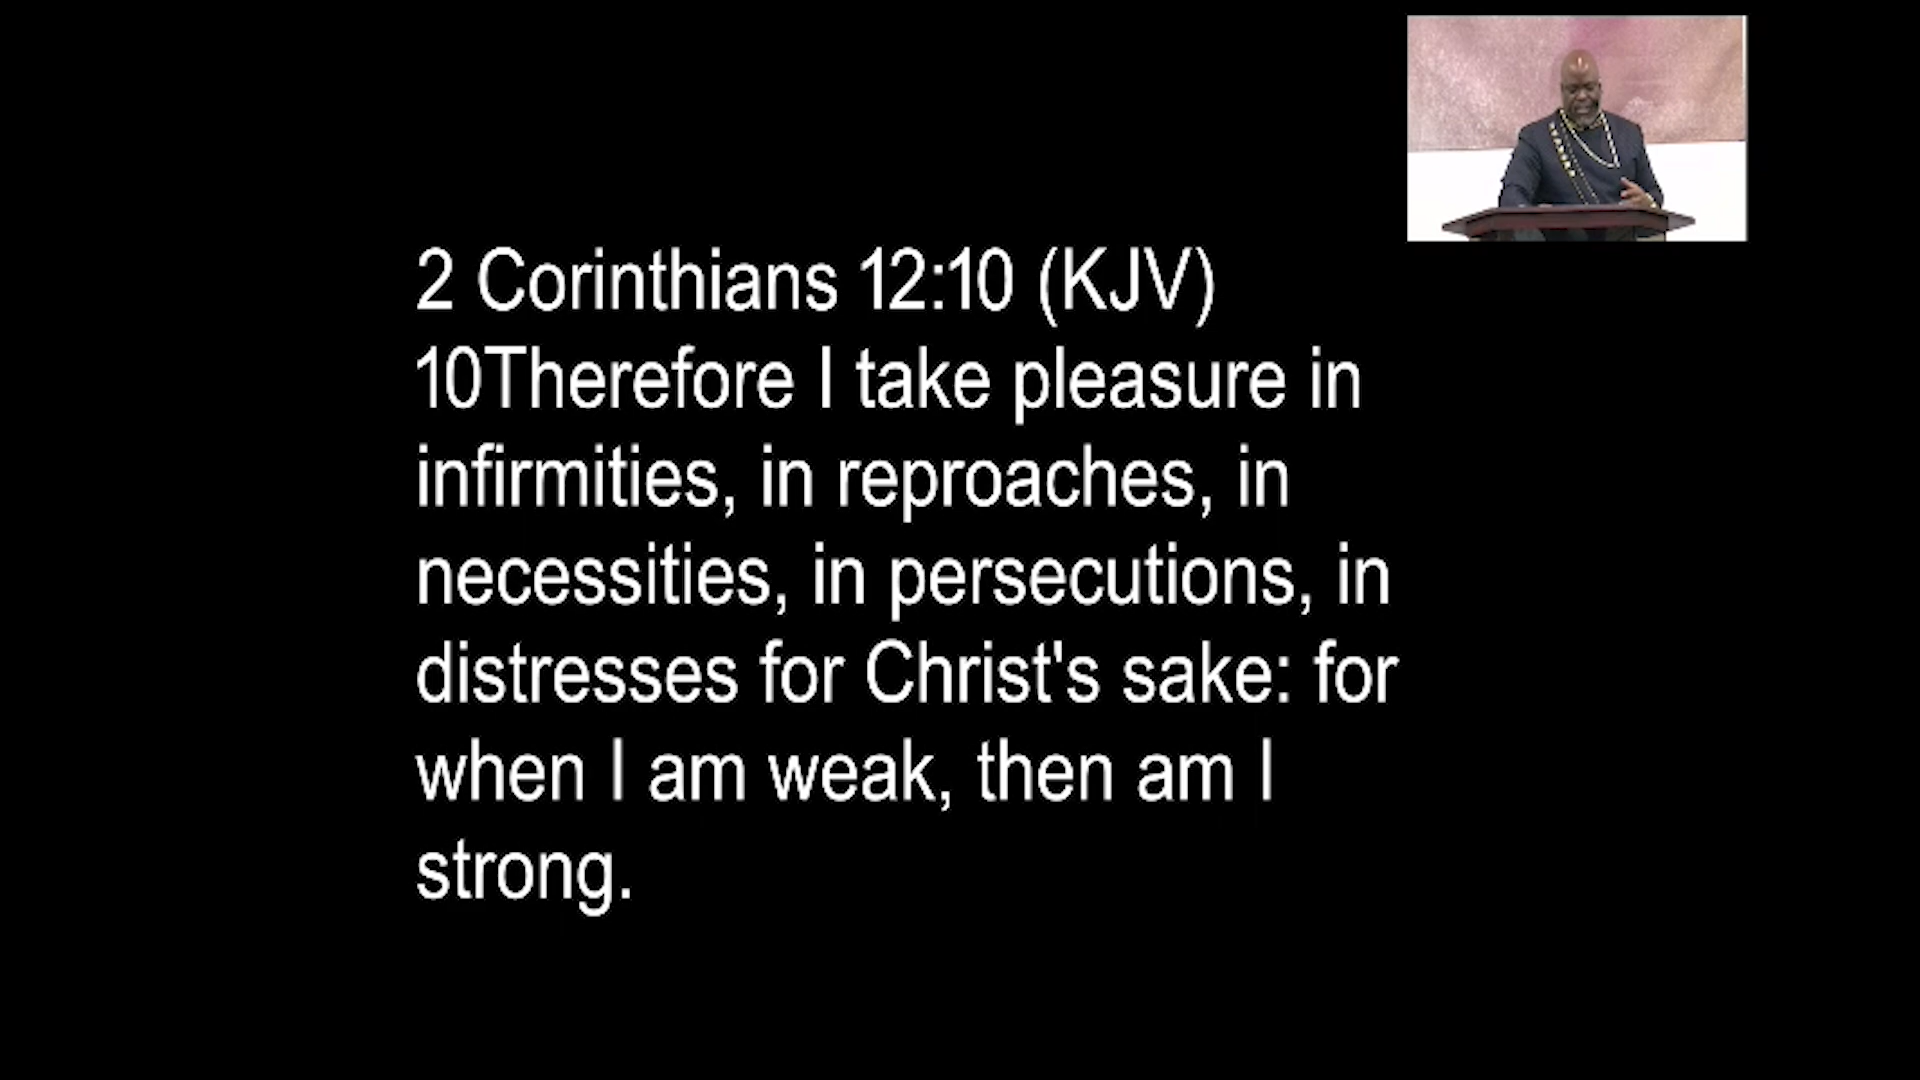 2 Corinthians 12:10 (KJV)
10Therefore I take pleasure in
infirmities, in reproaches, in
necessities, in persecutions, in
distresses for Christ's sake: for
when I am weak, then am I
strong.